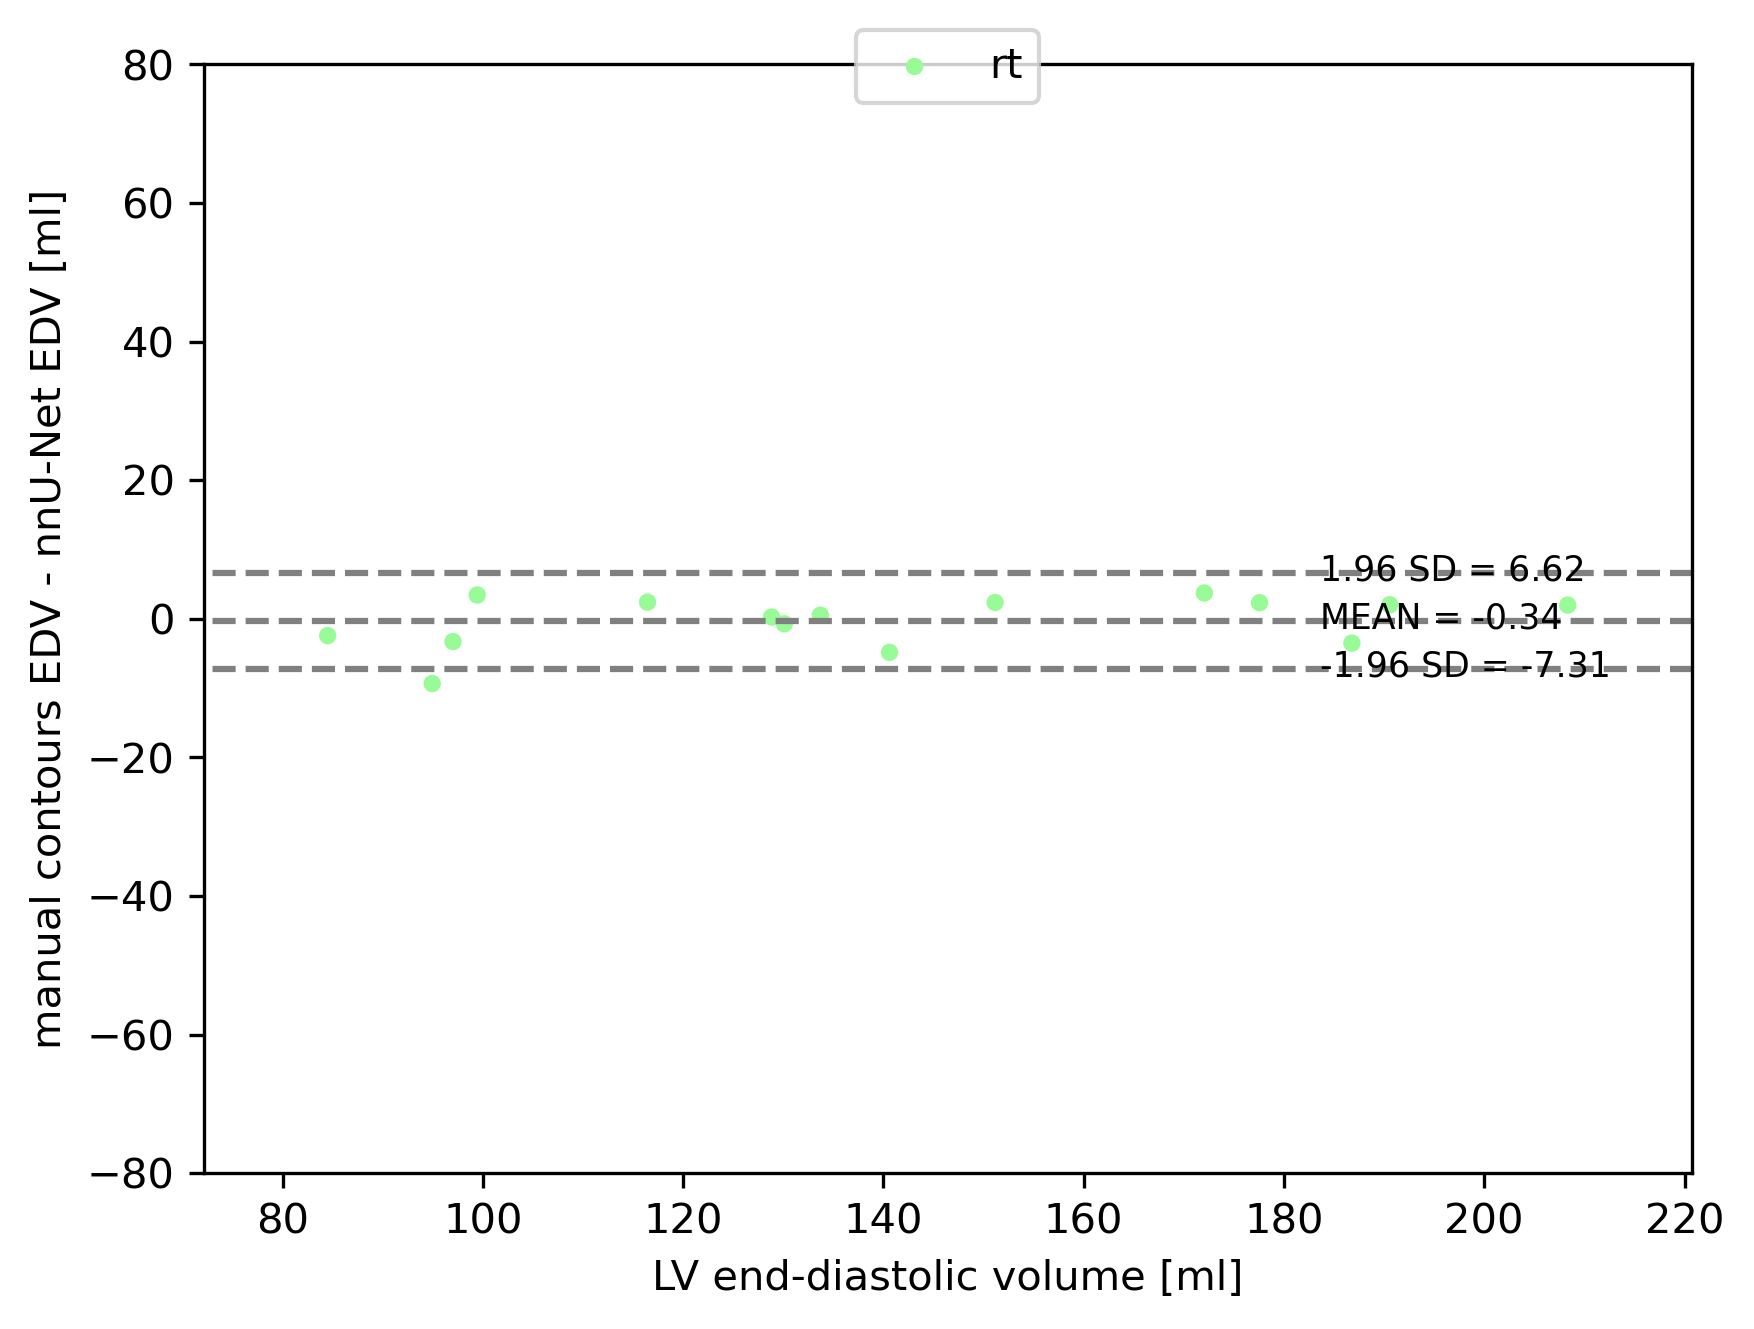 rt
80
60
40
20
0
−20
−40
−60
−80
manual contours EDV - nnU-Net EDV [ml]
1.96 SD = 6.62
MEAN = -0.34
-1.96 SD = -7.31
80 100 120 140 160 180 200 220
LV end-diastolic volume [ml]